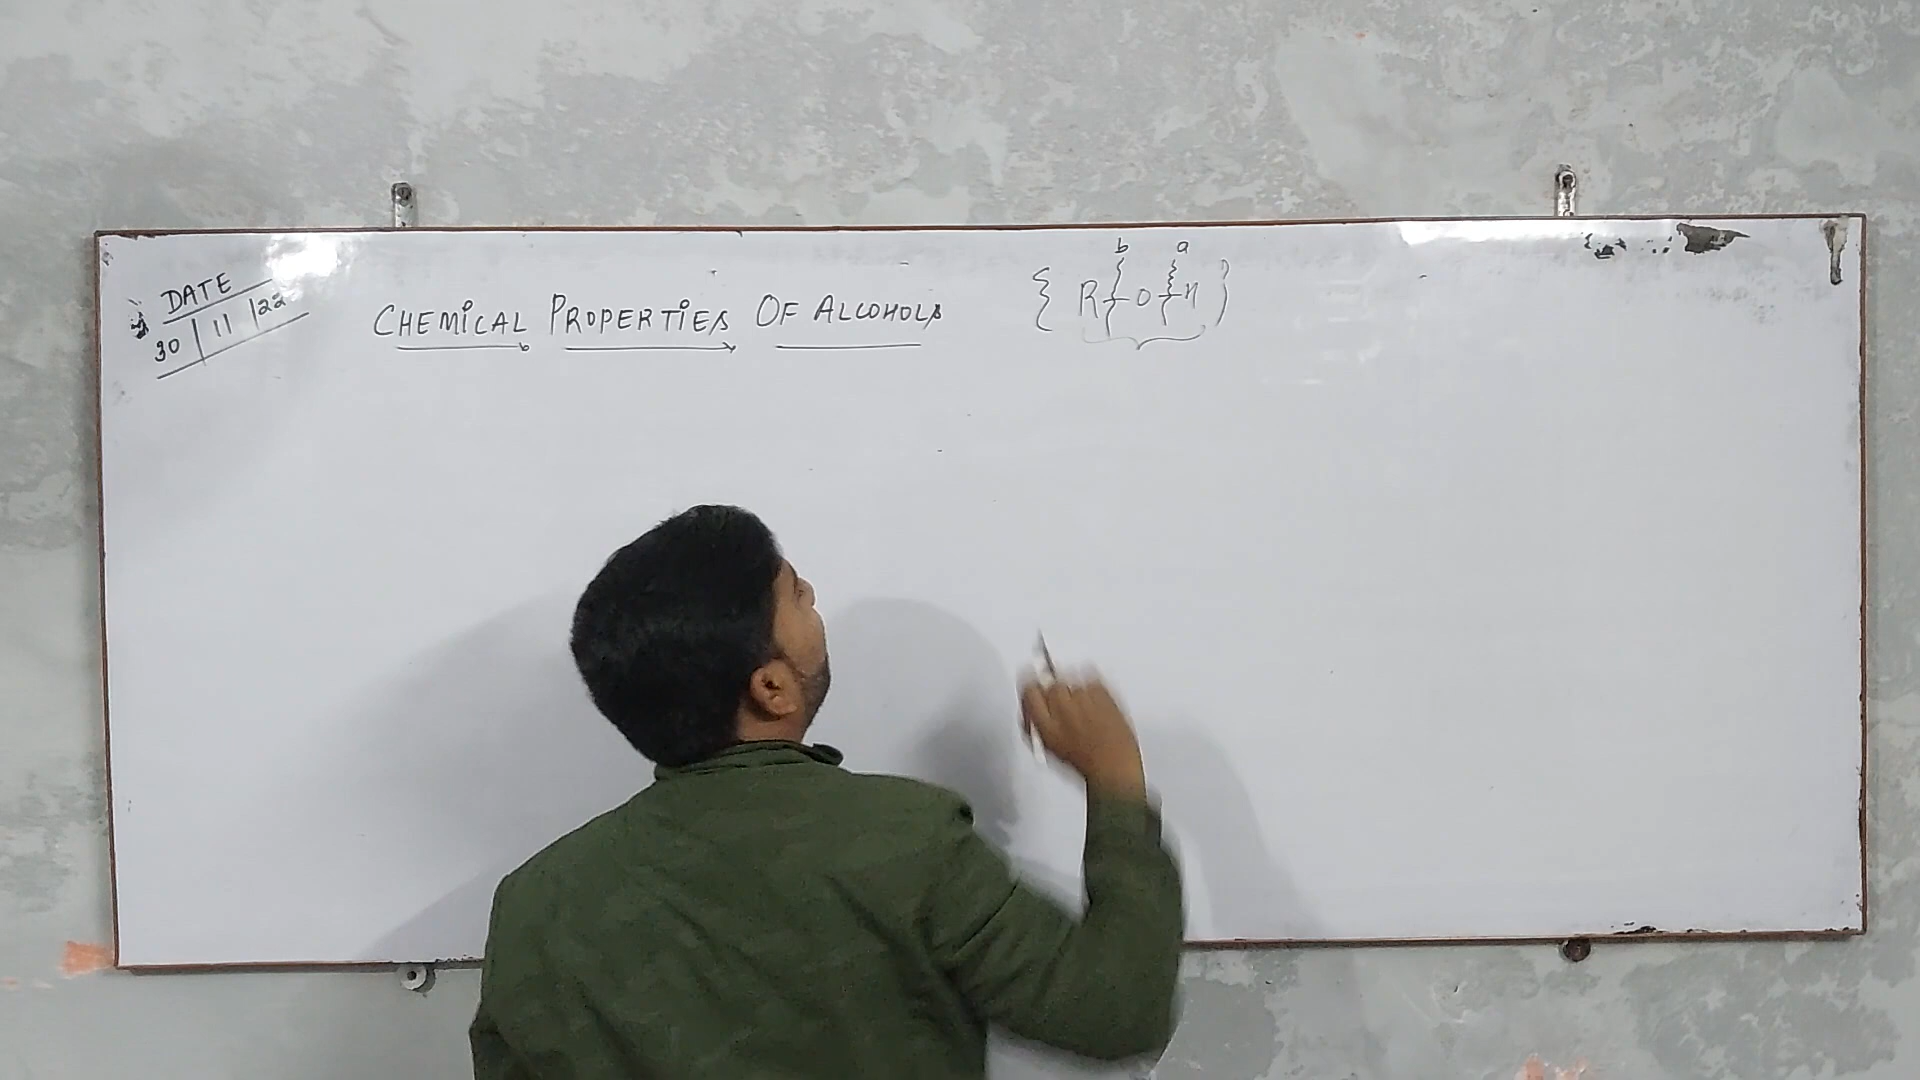 DATE
30 | 11 | 22
CHEMICAL PROPERTIES OF ALCOHOLS
b a
{ R-O-H }